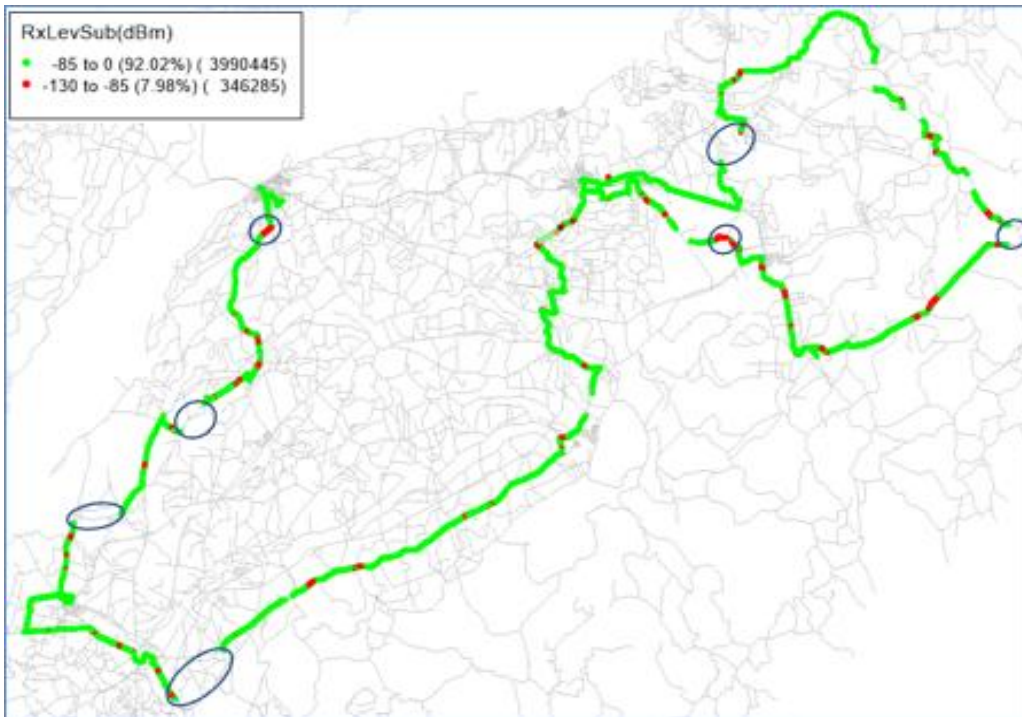 RxLevSub(dBm)
-85 to 0 (92.02%) ( 3990445)
-130 to -85 (7.98%) ( 346285)